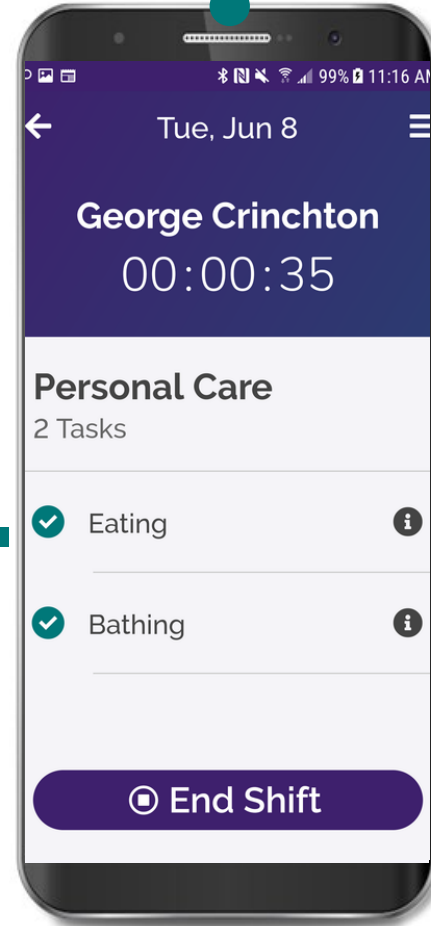 99% 11:16 AM
Tue, Jun 8
George Crinchton
00:00:35
Personal Care
2 Tasks
Eating
Bathing
End Shift